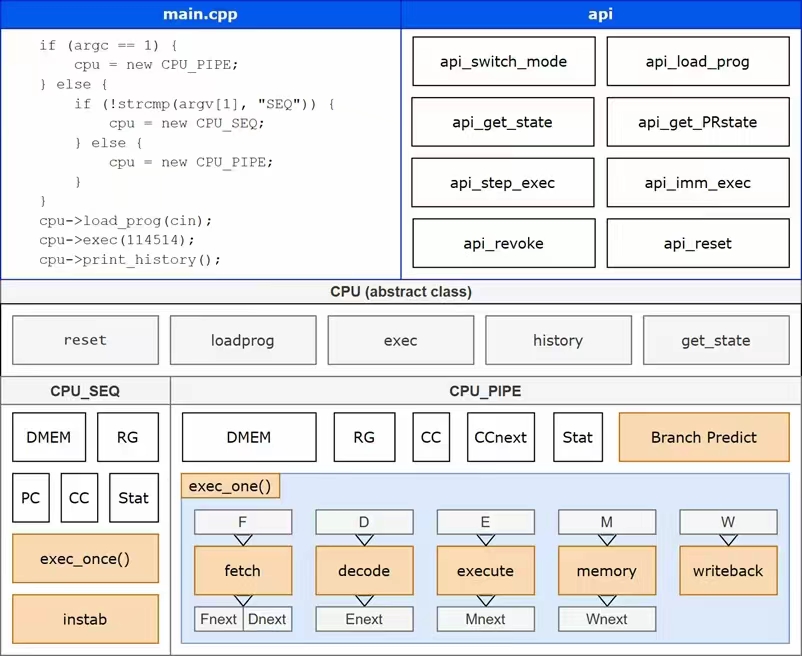 main.cpp
if (argc == 1) {
cpu = new CPU_PIPE;
} else {
if (!strcmp(argv[1], "SEQ")) {
cpu = new CPU_SEQ;
} else {
cpu = new CPU_PIPE;
}
}
cpu->load_prog(cin);
cpu->exec(114514);
cpu->print_history();
api
api_switch_mode api_load_prog
api_get_state api_get_PRstate
api_step_exec api_imm_exec
api_revoke api_reset
CPU (abstract class)
reset loadprog exec history get_state
CPU_SEQ
DMEM RG
PC CC Stat
exec_once()
instab
CPU_PIPE
DMEM RG CC CCnext Stat Branch Predict
exec_one()
F D E M W
fetch decode execute memory writeback
Fnext Dnext Enext Mnext Wnext